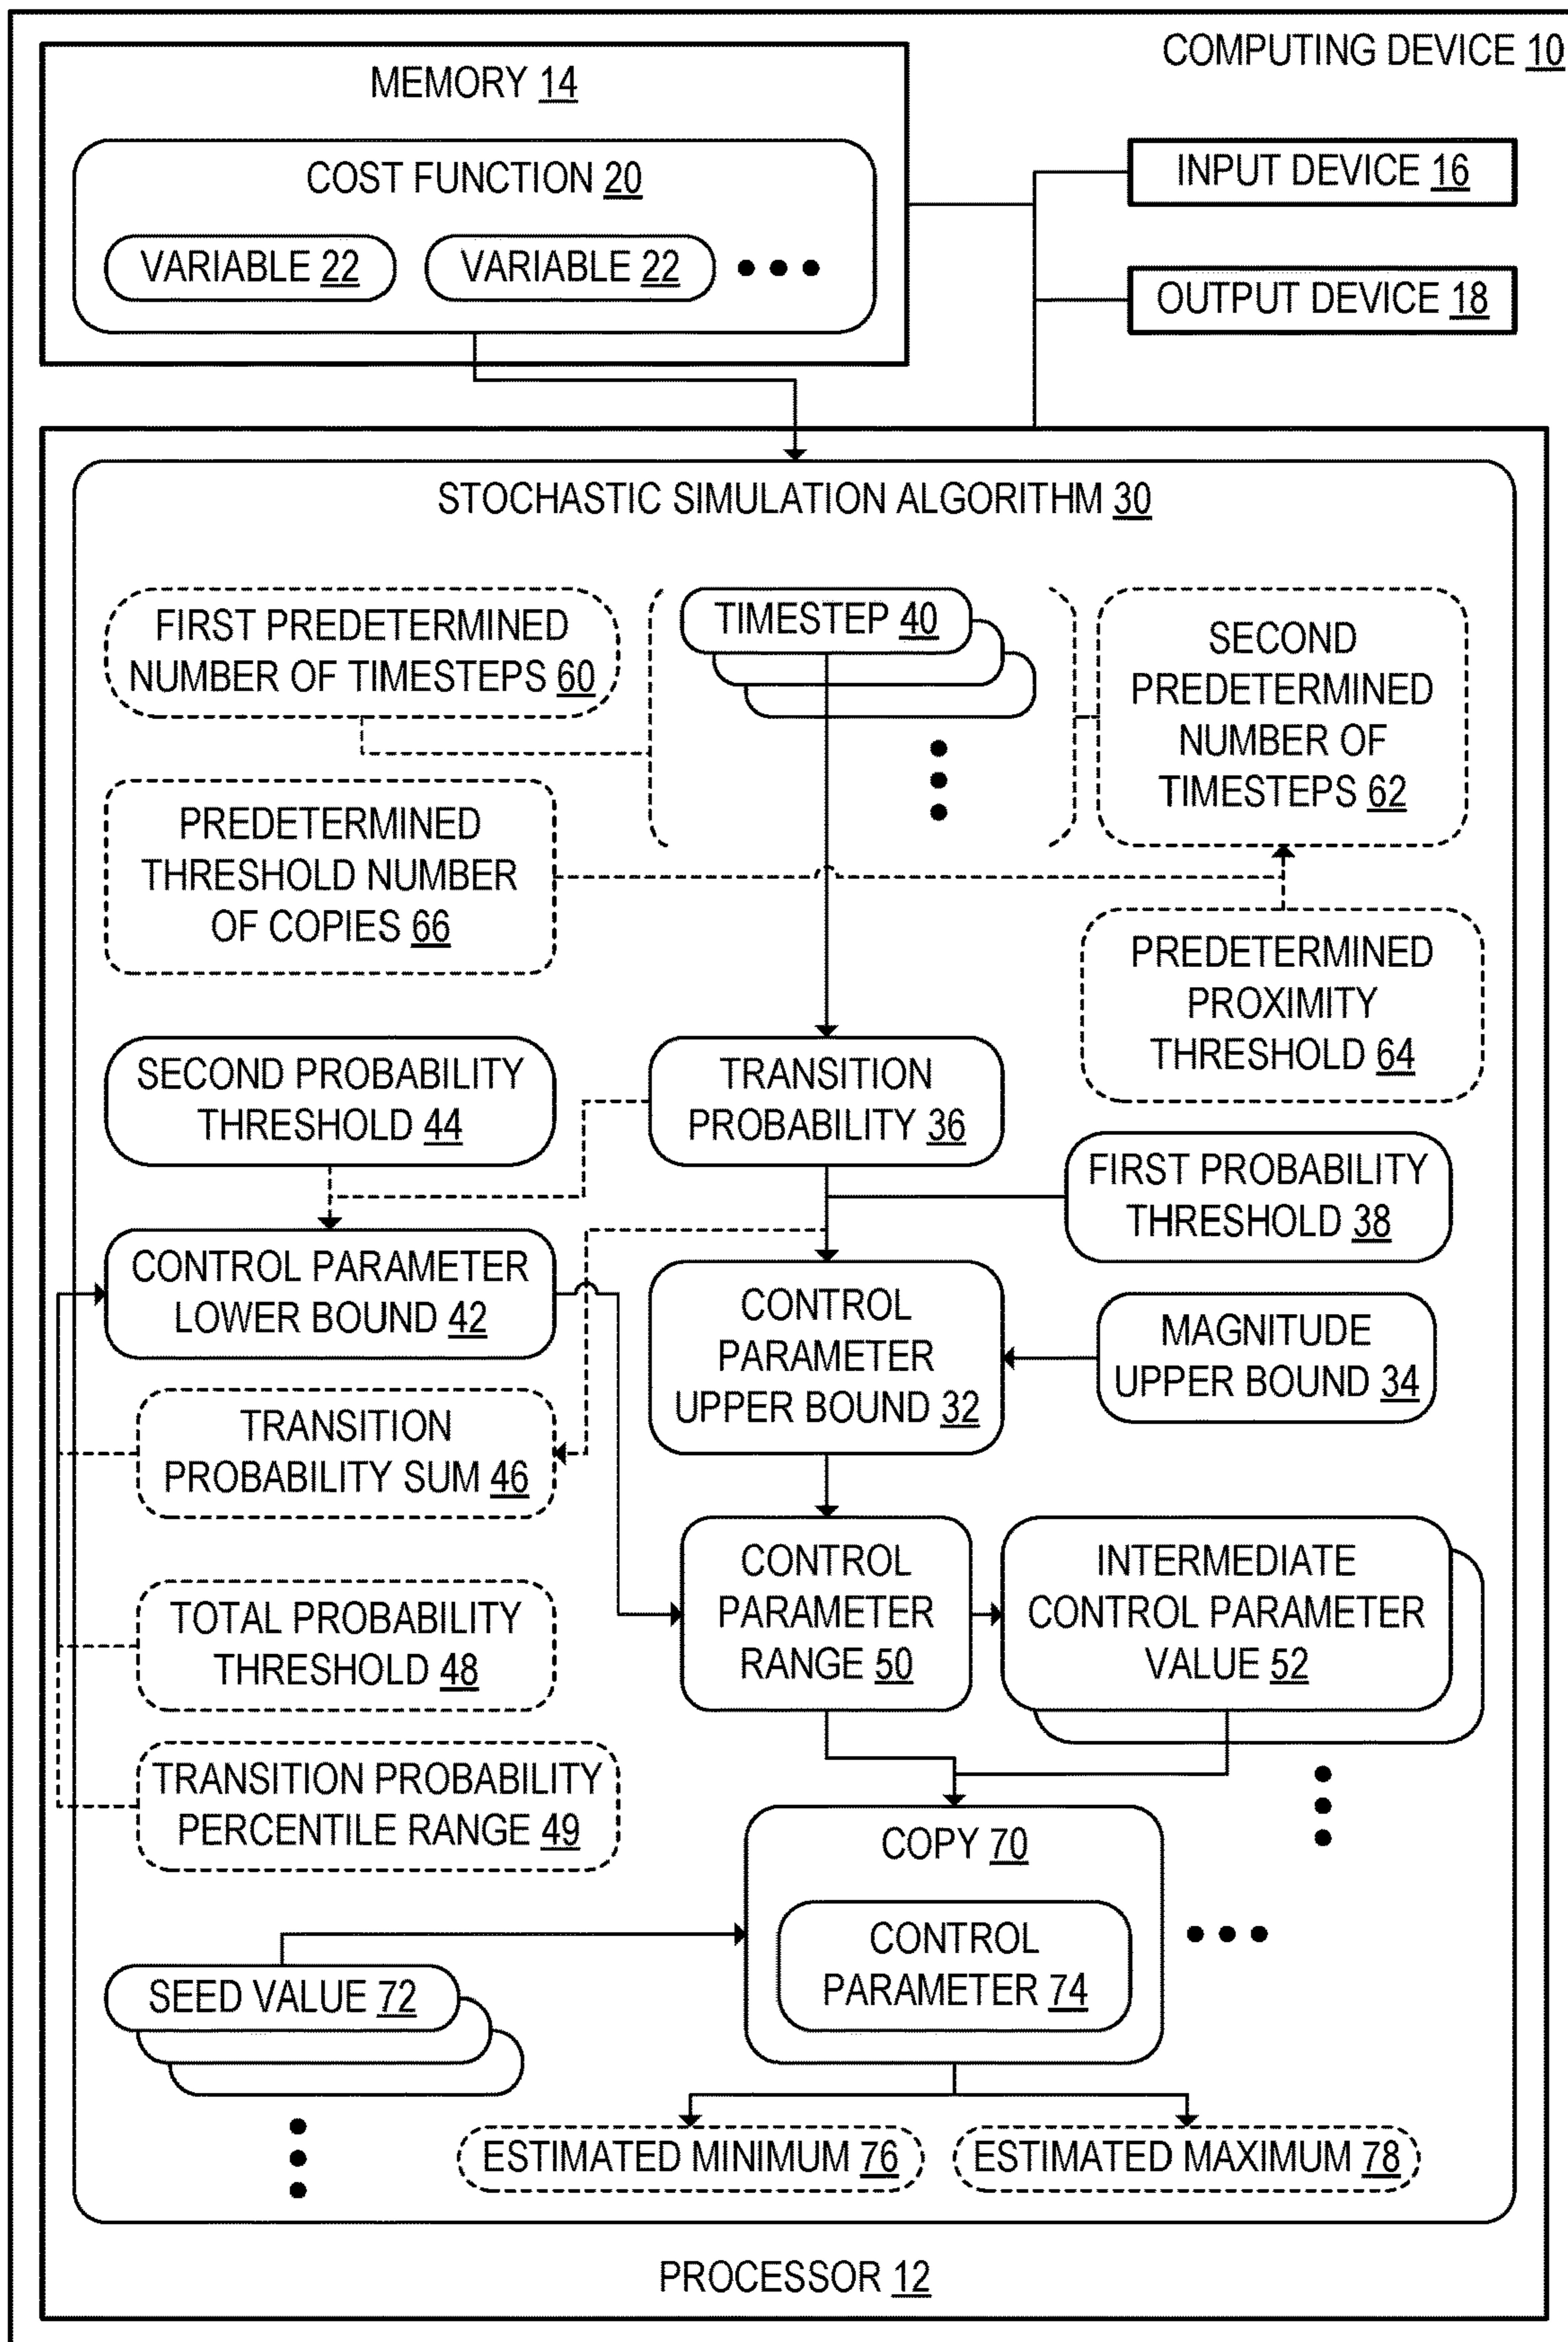 COMPUTING DEVICE 10
MEMORY 14
COST FUNCTION 20
VARIABLE 22
VARIABLE 22
INPUT DEVICE 16
OUTPUT DEVICE 18
STOCHASTIC SIMULATION ALGORITHM 30
FIRST PREDETERMINED
NUMBER OF TIMESTEPS 60
TIMESTEP 40
SECOND
PREDETERMINED
NUMBER OF
TIMESTEPS 62
PREDETERMINED
THRESHOLD NUMBER
OF COPIES 66
PREDETERMINED
PROXIMITY
THRESHOLD 64
SECOND PROBABILITY
THRESHOLD 44
TRANSITION
PROBABILITY 36
FIRST PROBABILITY
THRESHOLD 38
CONTROL PARAMETER
LOWER BOUND 42
CONTROL
PARAMETER
UPPER BOUND 32
MAGNITUDE
UPPER BOUND 34
TRANSITION
PROBABILITY SUM 46
CONTROL
PARAMETER
RANGE 50
INTERMEDIATE
CONTROL PARAMETER
VALUE 52
TOTAL PROBABILITY
THRESHOLD 48
TRANSITION PROBABILITY
PERCENTILE RANGE 49
COPY 70
CONTROL
PARAMETER 74
SEED VALUE 72
ESTIMATED MINIMUM 76
ESTIMATED MAXIMUM 78
PROCESSOR 12